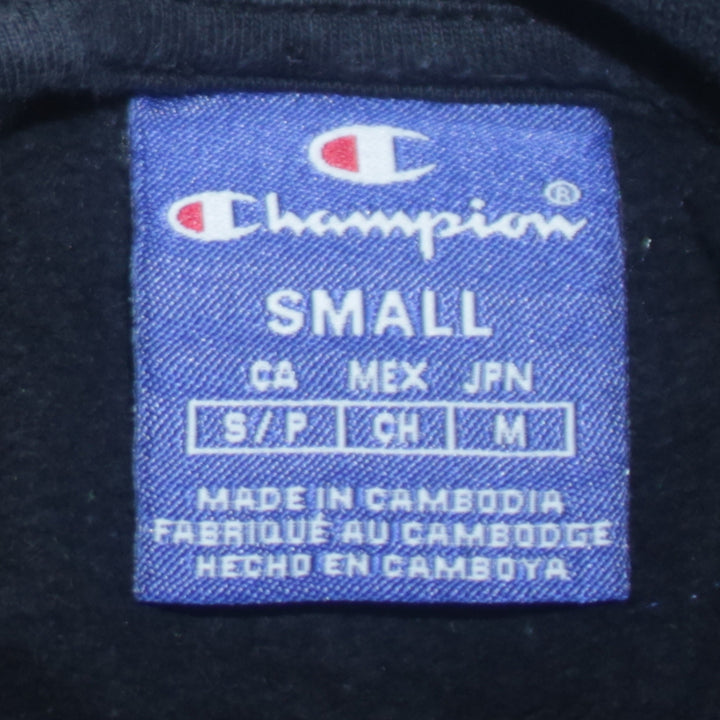 Champion®
SMALL
CA MEX JPN
S/P CH M
MADE IN CAMBODIA
FABRIQUÉ AU CAMBODGE
HECHO EN CAMBOYA